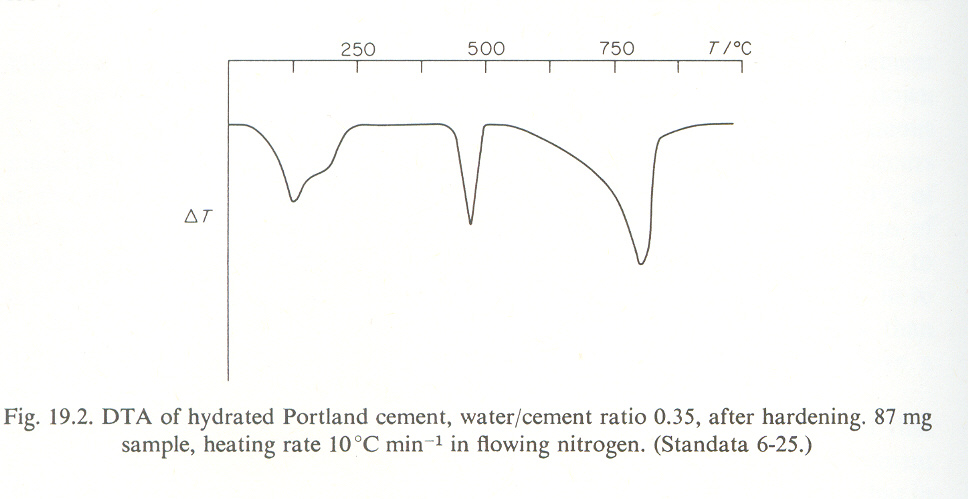 250 500 750 T/°C
ΔT
Fig. 19.2. DTA of hydrated Portland cement, water/cement ratio 0.35, after hardening. 87 mg
sample, heating rate 10°C min⁻¹ in flowing nitrogen. (Standata 6-25.)